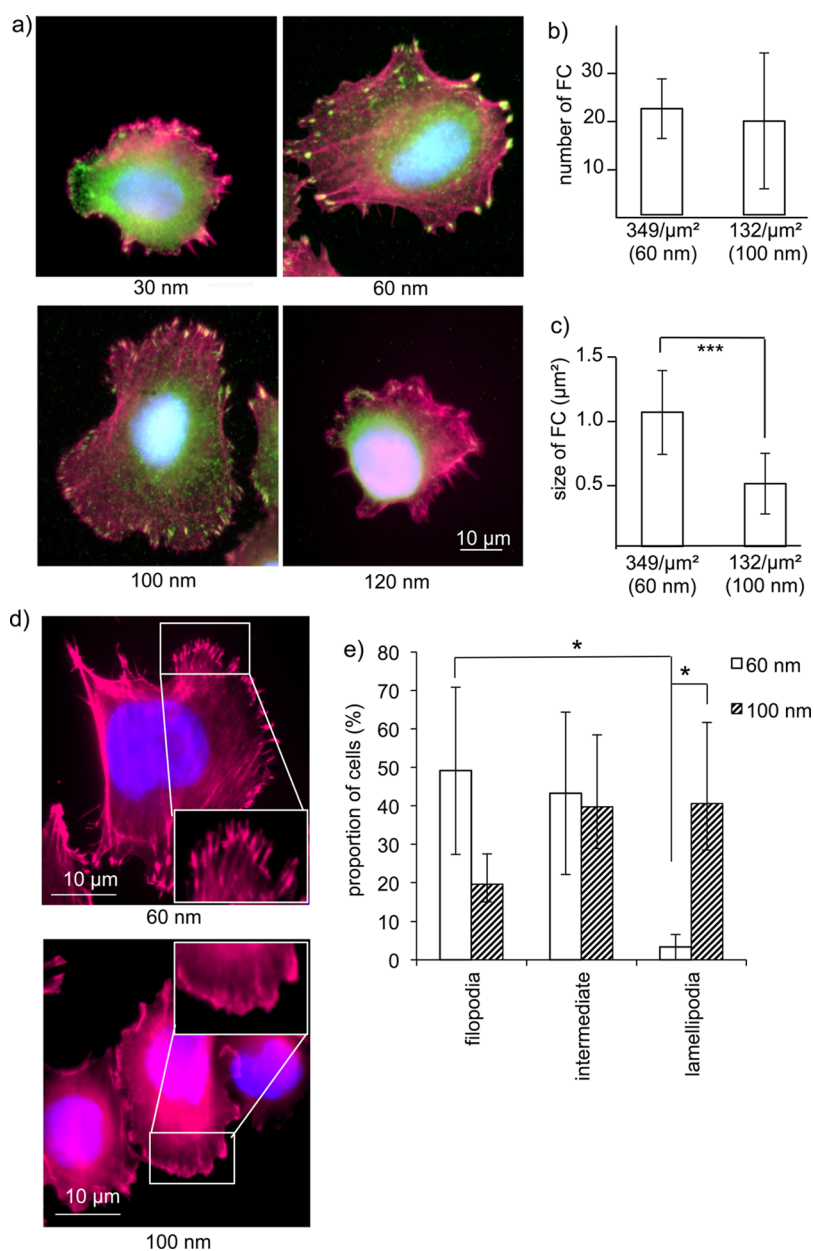 a)
30 nm
60 nm
100 nm
120 nm
10 µm
b)
number of FC
30
20
10
349/µm² 132/µm²
(60 nm) (100 nm)
c)
size of FC (µm²)
1.5
1.0
0.5
***
349/µm² 132/µm²
(60 nm) (100 nm)
d)
10 µm
60 nm
10 µm
100 nm
e)
proportion of cells (%)
80
70
60
50
40
30
20
10
0
*
*
60 nm
100 nm
filopodia
intermediate
lamellipodia